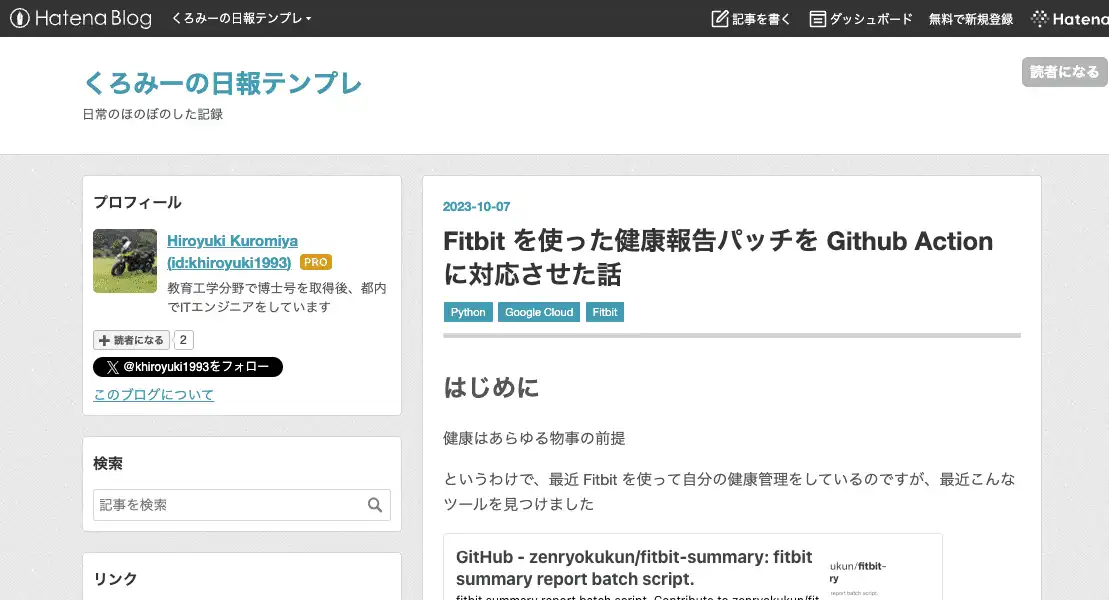 Hatena Blog
くろみーの日報テンプレ
記事を書く
ダッシュボード
無料で新規登録
Hatena
くろみーの日報テンプレ
日常のほのぼのした記録
読者になる
プロフィール
Hiroyuki Kuromiya
(id:khiroyuki1993) PRO
教育工学分野で博士号を取得後、都内
でITエンジニアをしています
読者になる 2
@khiroyuki1993をフォロー
このブログについて
検索
記事を検索
リンク
2023-10-07
Fitbit を使った健康報告バッチを Github Action
に対応させた話
Python Google Cloud Fitbit
はじめに
健康はあらゆる物事の前提
というわけで、最近 Fitbit を使って自分の健康管理をしているのですが、最近こんな
ツールを見つけました
GitHub - zenryokukun/fitbit-summary: fitbit
summary report batch script.
fitbit summary report batch script. Contribute to zenryokukun/fit
ukun/fitbit-
ry
report batch script.